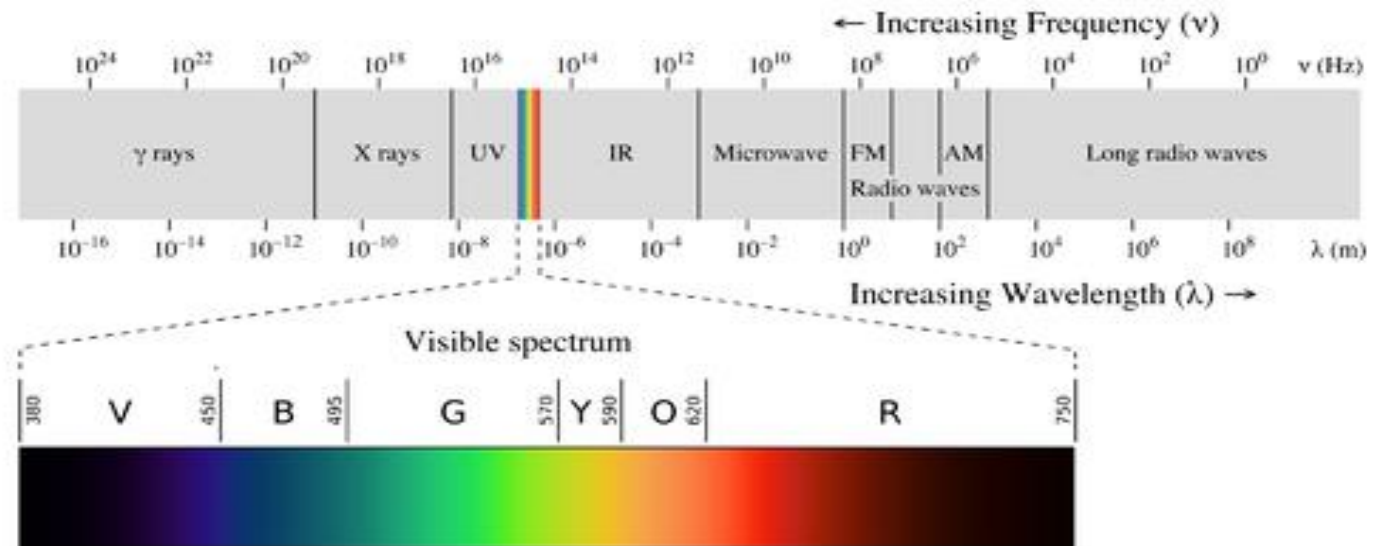 ← Increasing Frequency (ν)
10²⁴ 10²² 10²⁰ 10¹⁸ 10¹⁶ 10¹⁴ 10¹² 10¹⁰ 10⁸ 10⁶ 10⁴ 10² 10⁰ ν (Hz)
γ rays X rays UV IR Microwave FM AM Long radio waves
Radio waves
10⁻¹⁶ 10⁻¹⁴ 10⁻¹² 10⁻¹⁰ 10⁻⁸ 10⁻⁶ 10⁻⁴ 10⁻² 10⁰ 10² 10⁴ 10⁶ 10⁸ λ (m)
Increasing Wavelength (λ) →
Visible spectrum
380 V 450 B 495 G 570 Y 590 O 620 R 750